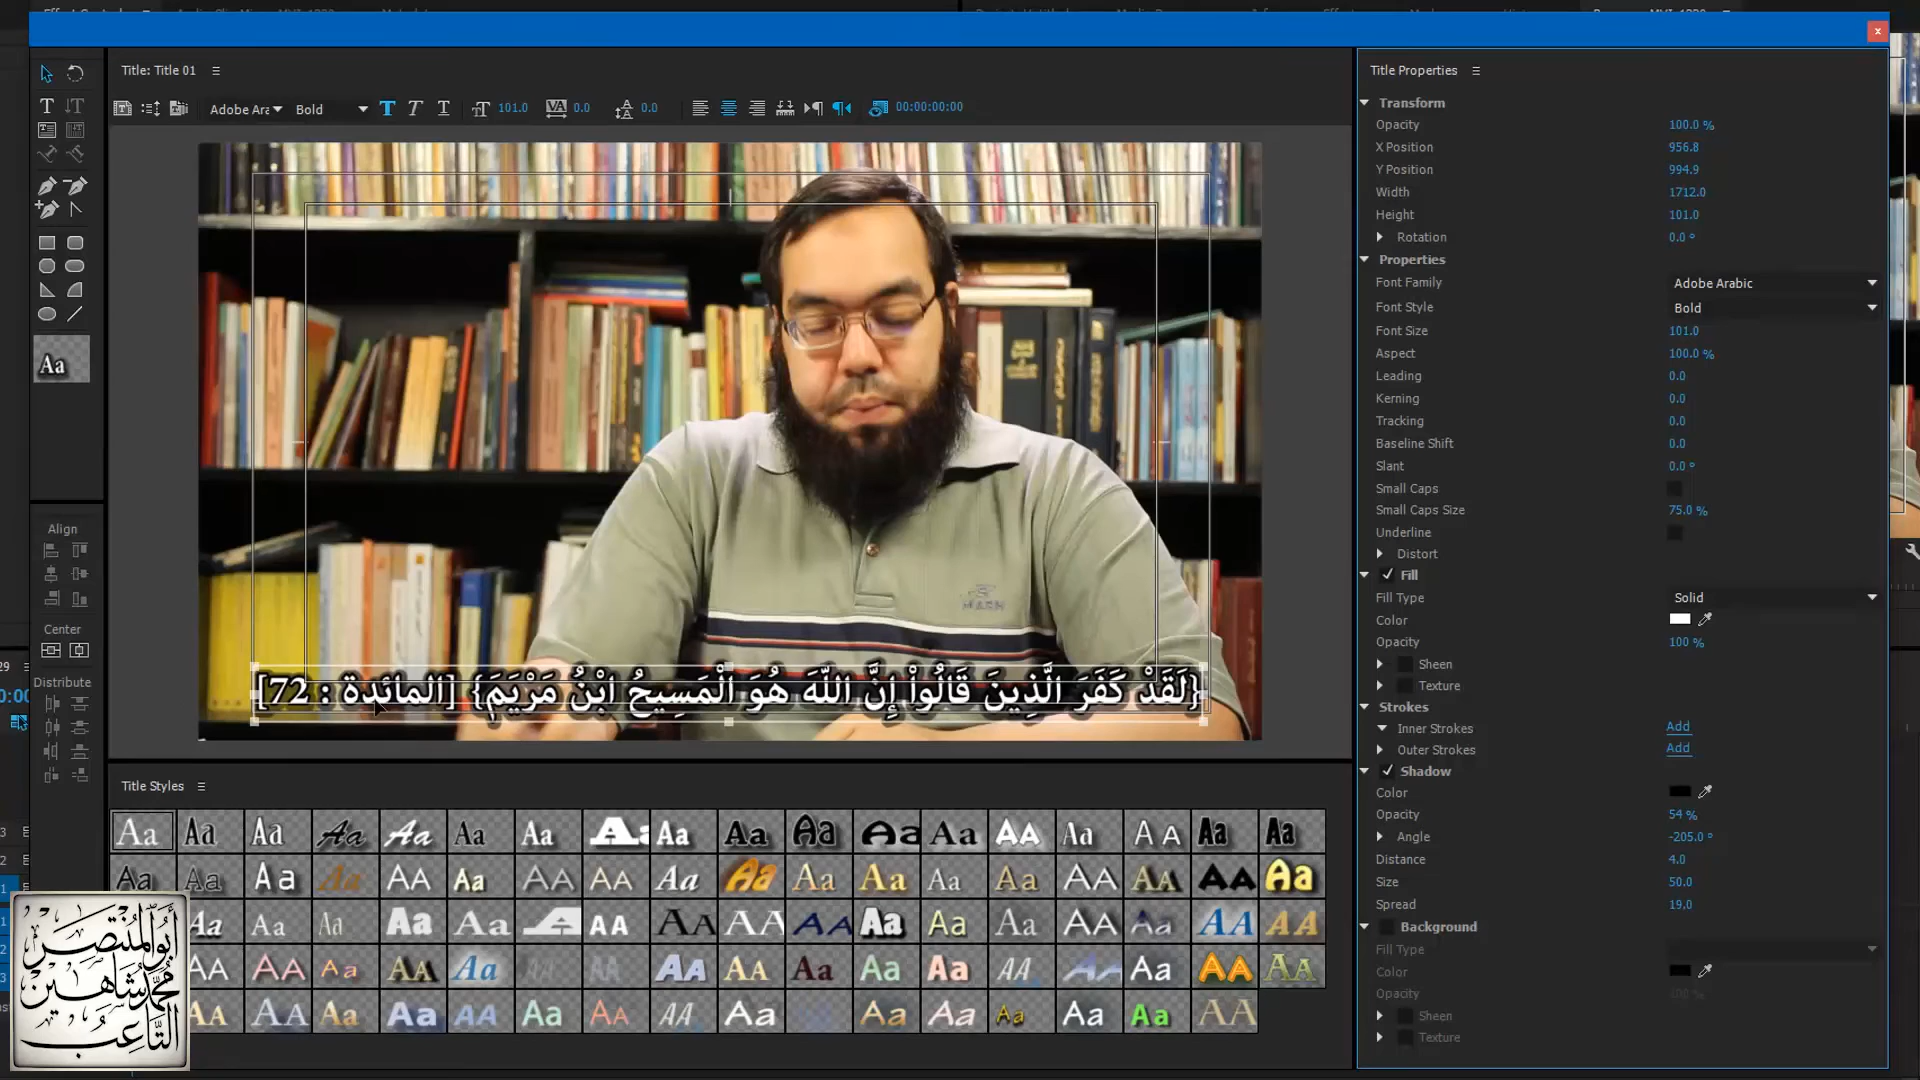 Title: Title 01
Adobe Ara
Bold
101.0
0.0
0.0
00:00:00:00
{لَقَدْ كَفَرَ الَّذِينَ قَالُواْ إِنَّ اللّهَ هُوَ الْمَسِيحُ ابْنُ مَرْيَمَ} [المائدة : 72]
Align
Center
Distribute
Title Styles
أبو المنتصر
محمد شاهين
التاعب
Title Properties
Transform
Opacity 100.0 %
X Position 956.8
Y Position 994.9
Width 1712.0
Height 101.0
Rotation 0.0 °
Properties
Font Family Adobe Arabic
Font Style Bold
Font Size 101.0
Aspect 100.0 %
Leading 0.0
Kerning 0.0
Tracking 0.0
Baseline Shift 0.0
Slant 0.0 °
Small Caps
Small Caps Size 75.0 %
Underline
Distort
Fill
Fill Type Solid
Color
Opacity 100 %
Sheen
Texture
Strokes
Inner Strokes Add
Outer Strokes Add
Shadow
Color
Opacity 54 %
Angle -205.0 °
Distance 4.0
Size 50.0
Spread 19.0
Background
Fill Type
Color
Opacity 100 %
Sheen
Texture